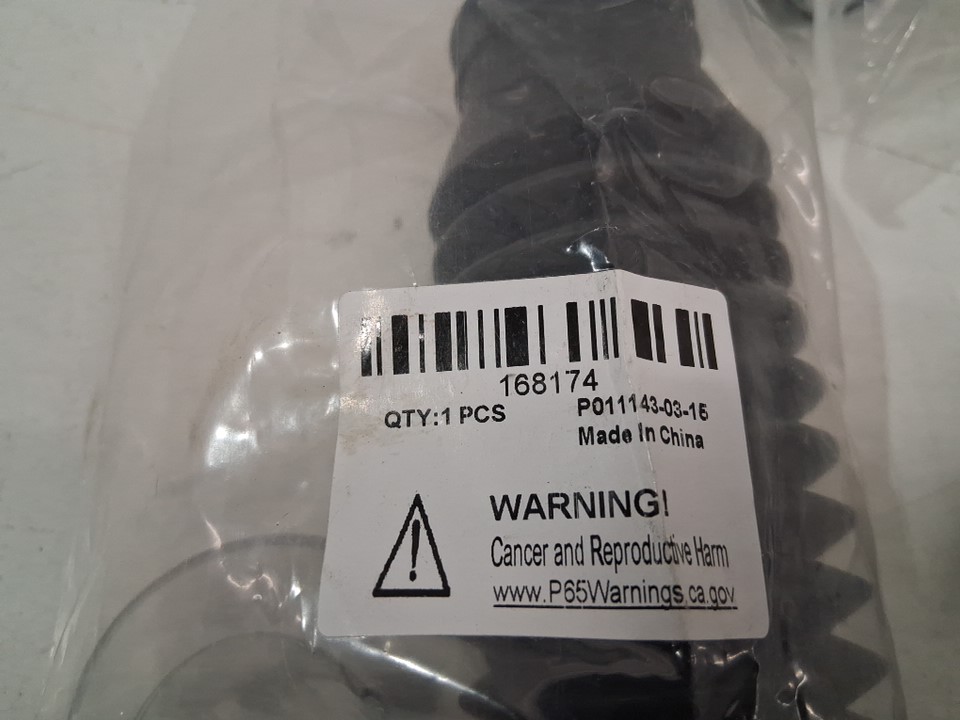 168174
QTY:1 PCS
P011143-03-15
Made In China
WARNING!
Cancer and Reproductive Harm
www.P65Warnings.ca.gov